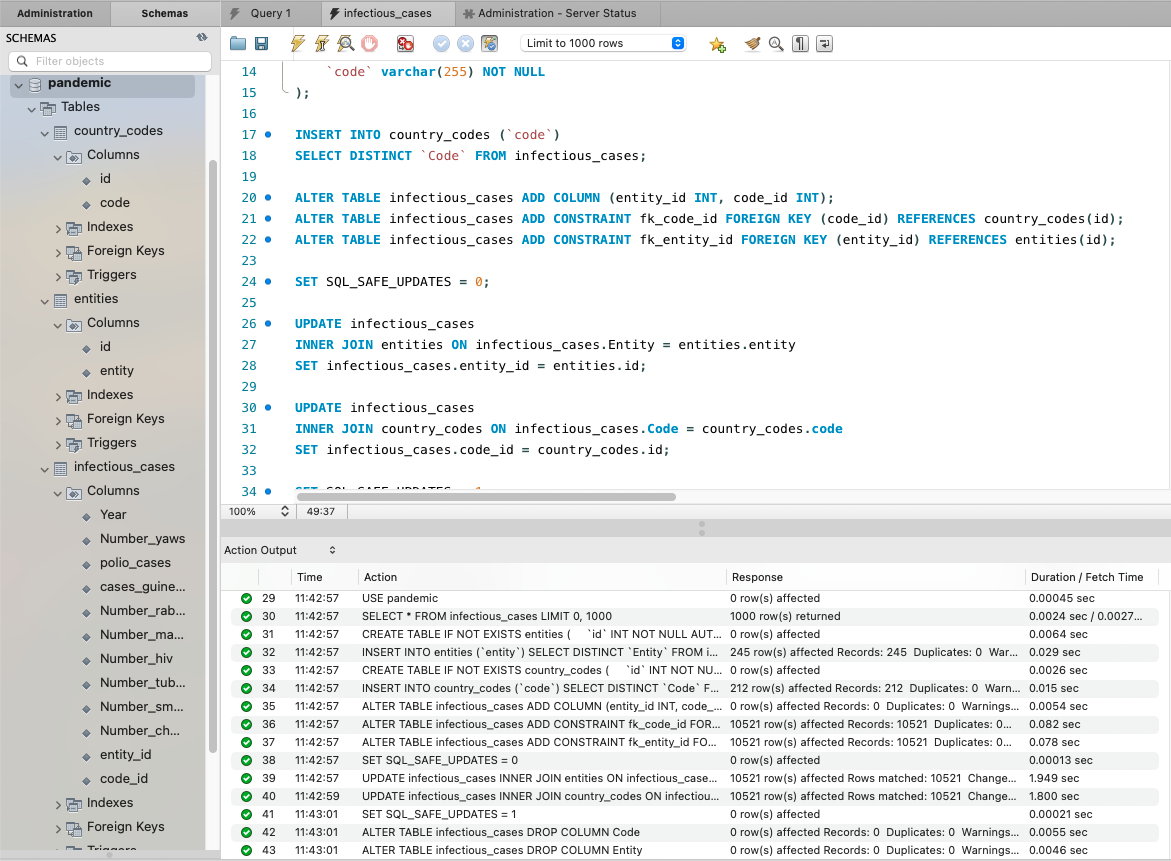 Administration Schemas Query 1 infectious_cases Administration - Server Status
SCHEMAS
Filter objects
pandemic
Tables
country_codes
Columns
id
code
Indexes
Foreign Keys
Triggers
entities
Columns
id
entity
Indexes
Foreign Keys
Triggers
infectious_cases
Columns
Year
Number_yaws
polio_cases
cases_guine...
Number_rab...
Number_ma...
Number_hiv
Number_tub...
Number_sm...
Number_ch...
entity_id
code_id
Indexes
Foreign Keys
Triggers
Limit to 1000 rows
14 `code` varchar(255) NOT NULL
15 );
16
17 INSERT INTO country_codes (`code`)
18 SELECT DISTINCT `Code` FROM infectious_cases;
19
20 ALTER TABLE infectious_cases ADD COLUMN (entity_id INT, code_id INT);
21 ALTER TABLE infectious_cases ADD CONSTRAINT fk_code_id FOREIGN KEY (code_id) REFERENCES country_codes(id);
22 ALTER TABLE infectious_cases ADD CONSTRAINT fk_entity_id FOREIGN KEY (entity_id) REFERENCES entities(id);
23
24 SET SQL_SAFE_UPDATES = 0;
25
26 UPDATE infectious_cases
27 INNER JOIN entities ON infectious_cases.Entity = entities.entity
28 SET infectious_cases.entity_id = entities.id;
29
30 UPDATE infectious_cases
31 INNER JOIN country_codes ON infectious_cases.Code = country_codes.code
32 SET infectious_cases.code_id = country_codes.id;
33
34 SET SQL_SAFE_UPDATES = 1
100% 49:37
Action Output
Time Action Response Duration / Fetch Time
29 11:42:57 USE pandemic 0 row(s) affected 0.00045 sec
30 11:42:57 SELECT * FROM infectious_cases LIMIT 0, 1000 1000 row(s) returned 0.0024 sec / 0.0027...
31 11:42:57 CREATE TABLE IF NOT EXISTS entities ( `id` INT NOT NULL AUT... 0 row(s) affected 0.0064 sec
32 11:42:57 INSERT INTO entities (`entity`) SELECT DISTINCT `Entity` FROM i... 245 row(s) affected Records: 245 Duplicates: 0 War... 0.029 sec
33 11:42:57 CREATE TABLE IF NOT EXISTS country_codes ( `id` INT NOT NU... 0 row(s) affected 0.0026 sec
34 11:42:57 INSERT INTO country_codes (`code`) SELECT DISTINCT `Code` F... 212 row(s) affected Records: 212 Duplicates: 0 Warn... 0.015 sec
35 11:42:57 ALTER TABLE infectious_cases ADD COLUMN (entity_id INT, code_... 0 row(s) affected Records: 0 Duplicates: 0 Warnings... 0.0054 sec
36 11:42:57 ALTER TABLE infectious_cases ADD CONSTRAINT fk_code_id FOR... 10521 row(s) affected Records: 10521 Duplicates: 0... 0.082 sec
37 11:42:57 ALTER TABLE infectious_cases ADD CONSTRAINT fk_entity_id FO... 10521 row(s) affected Records: 10521 Duplicates: 0... 0.078 sec
38 11:42:57 SET SQL_SAFE_UPDATES = 0 0 row(s) affected 0.00013 sec
39 11:42:57 UPDATE infectious_cases INNER JOIN entities ON infectious_case... 10521 row(s) affected Rows matched: 10521 Change... 1.949 sec
40 11:42:59 UPDATE infectious_cases INNER JOIN country_codes ON infectiou... 10521 row(s) affected Rows matched: 10521 Change... 1.800 sec
41 11:43:01 SET SQL_SAFE_UPDATES = 1 0 row(s) affected 0.00021 sec
42 11:43:01 ALTER TABLE infectious_cases DROP COLUMN Code 0 row(s) affected Records: 0 Duplicates: 0 Warnings... 0.0055 sec
43 11:43:01 ALTER TABLE infectious_cases DROP COLUMN Entity 0 row(s) affected Records: 0 Duplicates: 0 Warnings... 0.0046 sec